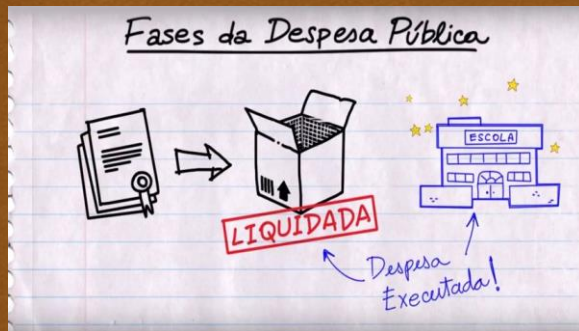 Fases da Despesa Pública
ESCOLA
LIQUIDADA
Despesa
Executada!